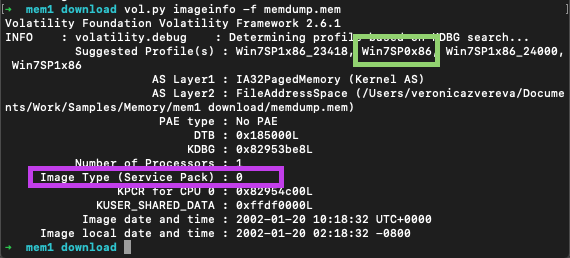 → mem1 download vol.py imageinfo -f memdump.mem
Volatility Foundation Volatility Framework 2.6.1
INFO    : volatility.debug    : Determining profile based on KDBG search...
Suggested Profile(s) : Win7SP1x86_23418, Win7SP0x86, Win7SP1x86_24000,
Win7SP1x86
AS Layer1 : IA32PagedMemory (Kernel AS)
AS Layer2 : FileAddressSpace (/Users/veronicazvereva/Docume
nts/Work/Samples/Memory/mem1 download/memdump.mem)
PAE type : No PAE
DTB : 0x185000L
KDBG : 0x82953be8L
Number of Processors : 1
Image Type (Service Pack) : 0
KPCR for CPU 0 : 0x82954c00L
KUSER_SHARED_DATA : 0xffdf0000L
Image date and time : 2002-01-20 10:18:32 UTC+0000
Image local date and time : 2002-01-20 02:18:32 -0800
→ mem1 download